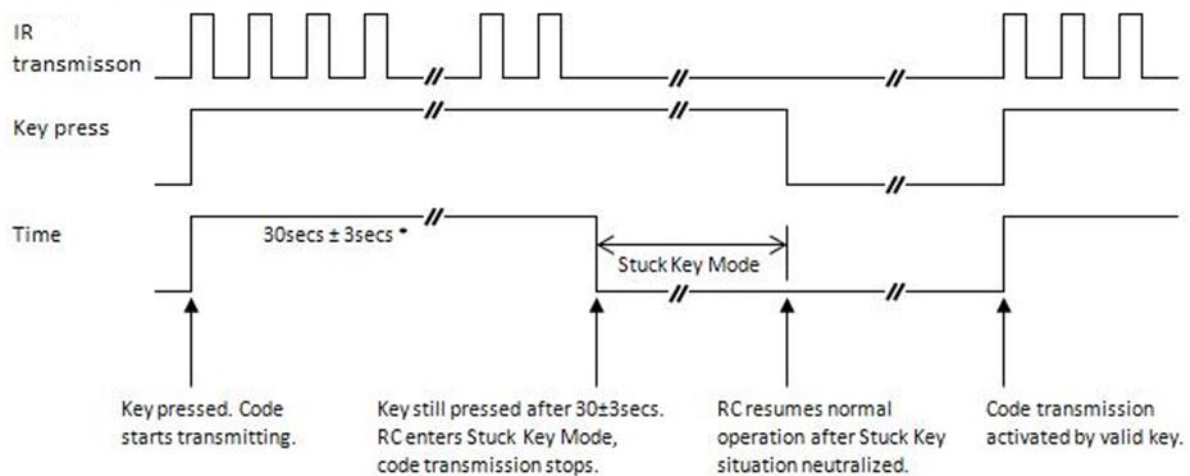 IR
transmisson
Key press
Time
30secs ± 3secs *
Stuck Key Mode
Key pressed. Code
starts transmitting.
Key still pressed after 30±3secs.
RC enters Stuck Key Mode,
code transmission stops.
RC resumes normal
operation after Stuck Key
situation neutralized.
Code transmission
activated by valid key.